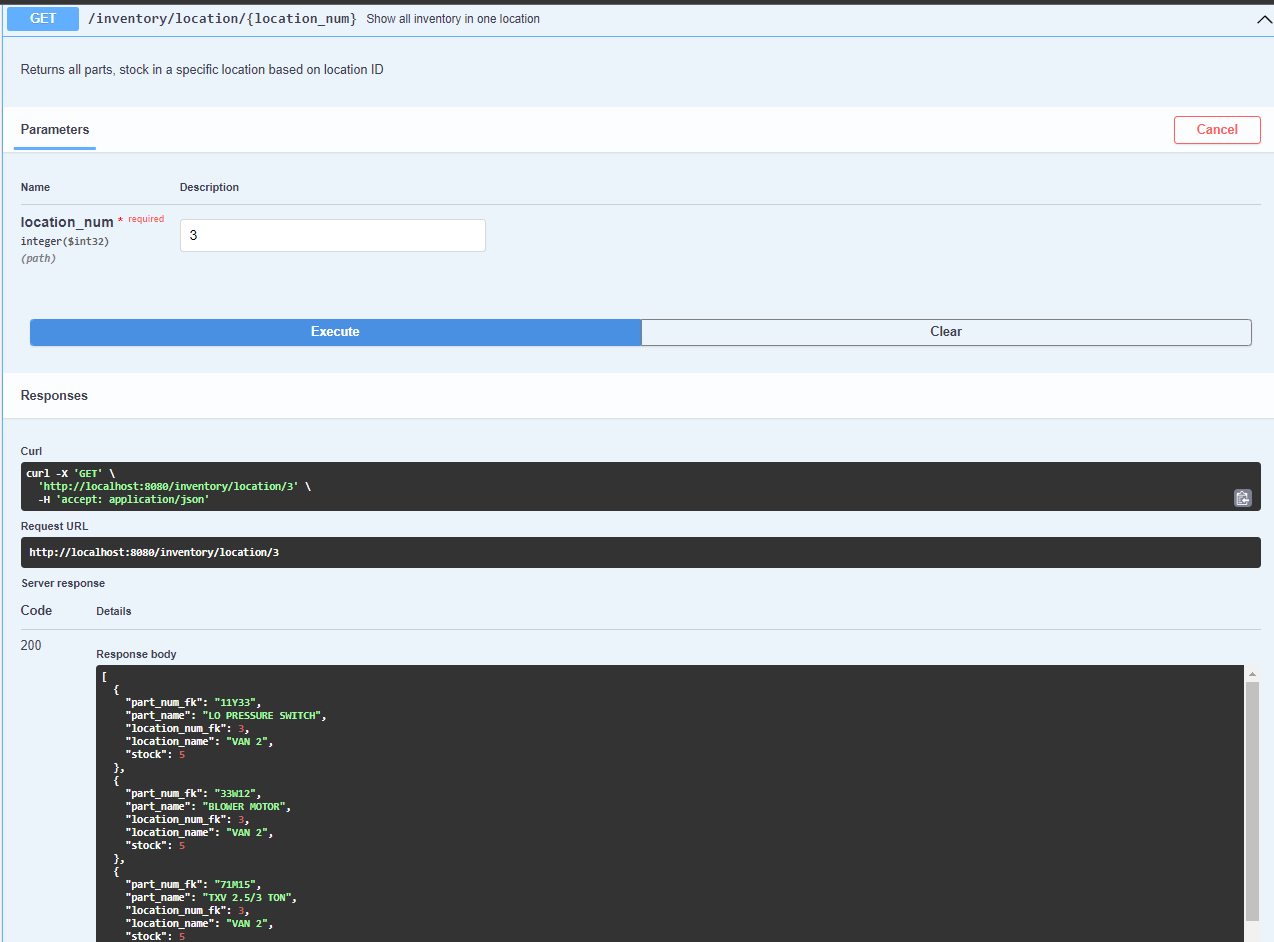 GET /inventory/location/{location_num} Show all inventory in one location
Returns all parts, stock in a specific location based on location ID
Parameters
Cancel
Name Description
location_num * required
3
integer($int32)
(path)
Execute Clear
Responses
Curl
curl -X 'GET' \
  'http://localhost:8080/inventory/location/3' \
  -H 'accept: application/json'
Request URL
http://localhost:8080/inventory/location/3
Server response
Code Details
200
Response body
[
  {
    "part_num_fk": "11Y33",
    "part_name": "LO PRESSURE SWITCH",
    "location_num_fk": 3,
    "location_name": "VAN 2",
    "stock": 5
  },
  {
    "part_num_fk": "33W12",
    "part_name": "BLOWER MOTOR",
    "location_num_fk": 3,
    "location_name": "VAN 2",
    "stock": 5
  },
  {
    "part_num_fk": "71M15",
    "part_name": "TXV 2.5/3 TON",
    "location_num_fk": 3,
    "location_name": "VAN 2",
    "stock": 5